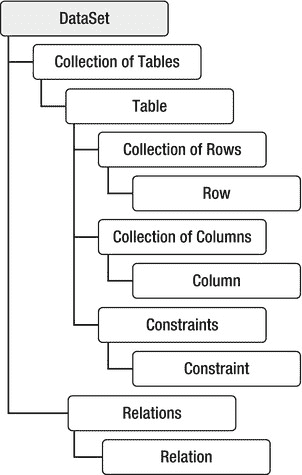 DataSet
Collection of Tables
Table
Collection of Rows
Row
Collection of Columns
Column
Constraints
Constraint
Relations
Relation